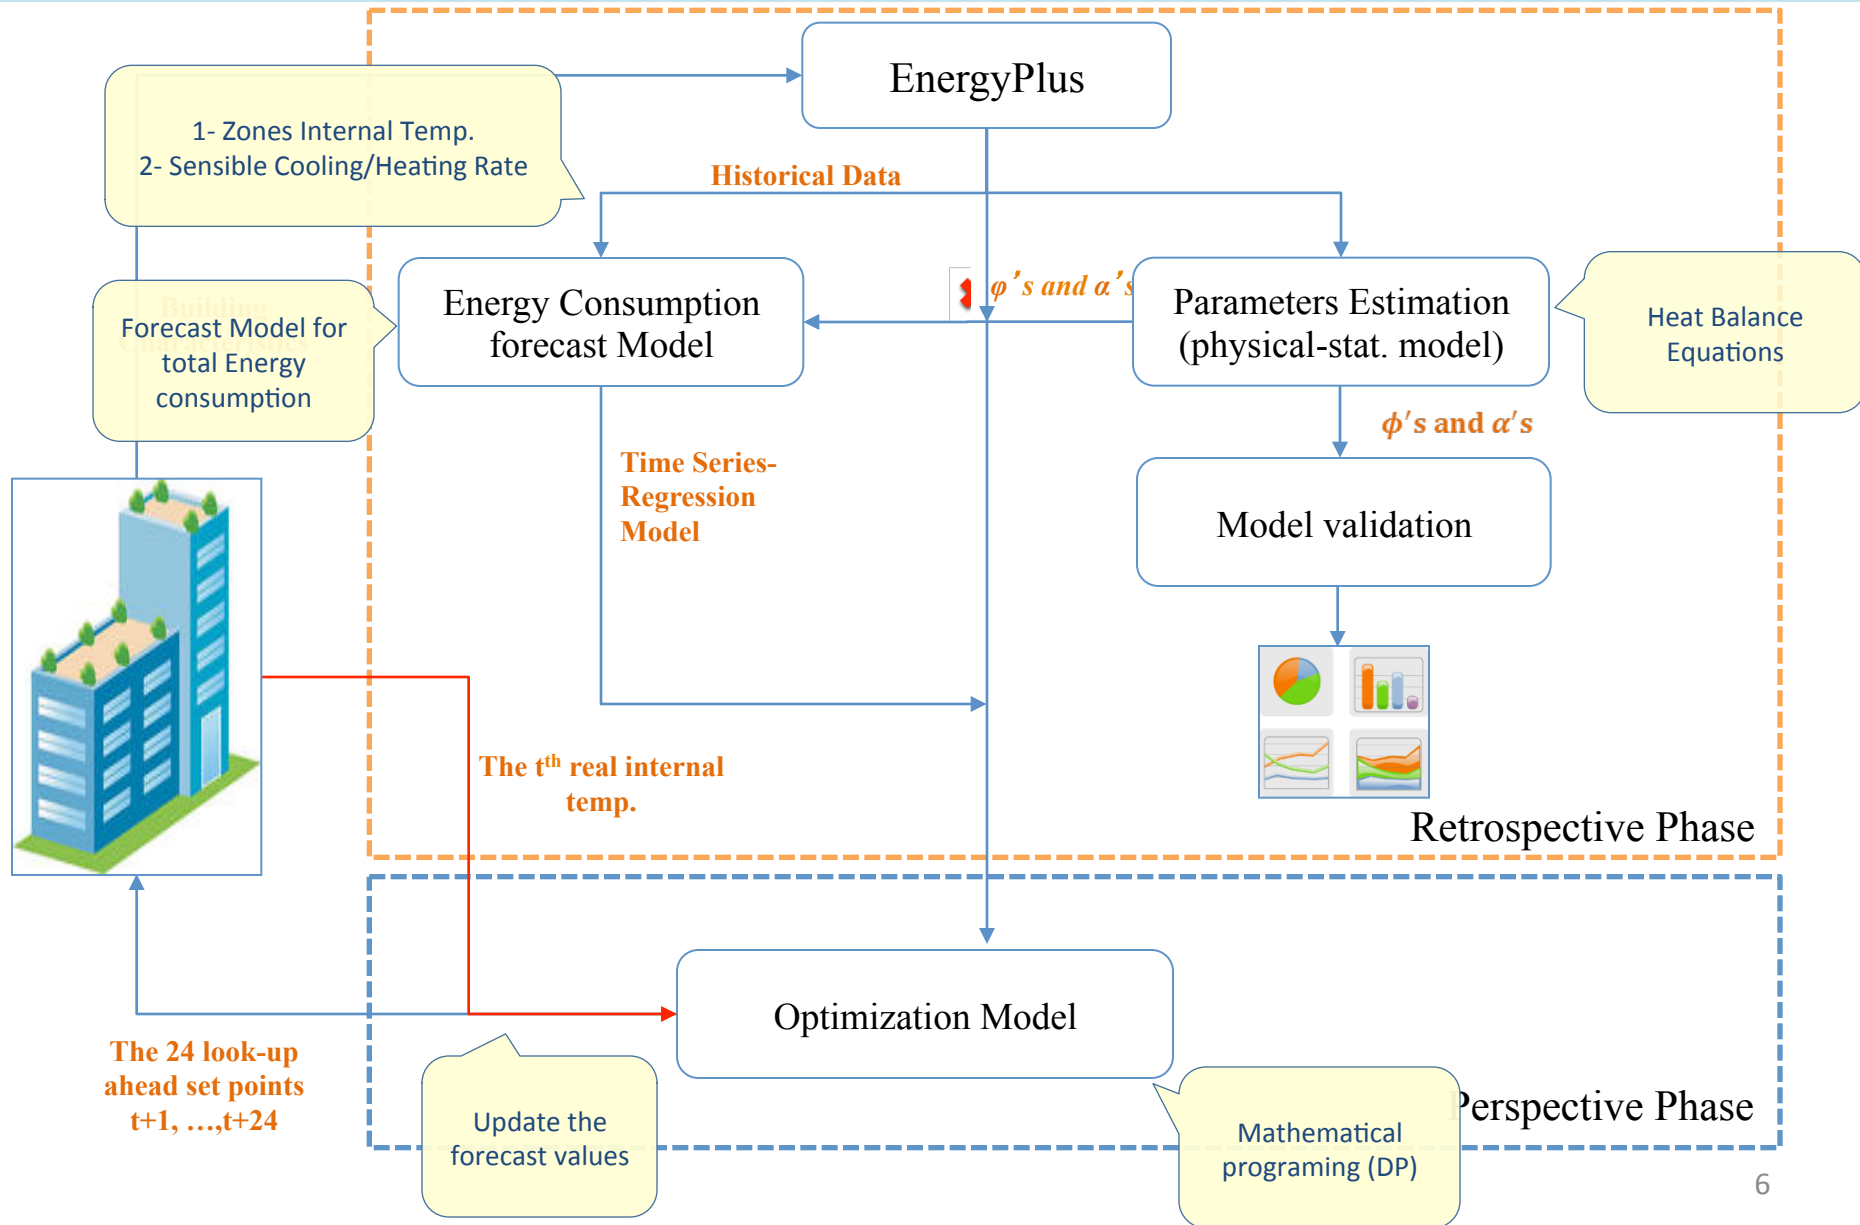 EnergyPlus
1- Zones Internal Temp.
2- Sensible Cooling/Heating Rate
Historical Data
Building
Characteristics
Forecast Model for
total Energy
consumption
Energy Consumption
forecast Model
φ's and α's
Parameters Estimation
(physical-stat. model)
Heat Balance
Equations
ϕ's and α's
Time Series-
Regression
Model
Model validation
The tth real internal
temp.
Retrospective Phase
Optimization Model
The 24 look-up
ahead set points
t+1, …,t+24
Update the
forecast values
Mathematical
programing (DP)
Perspective Phase
6